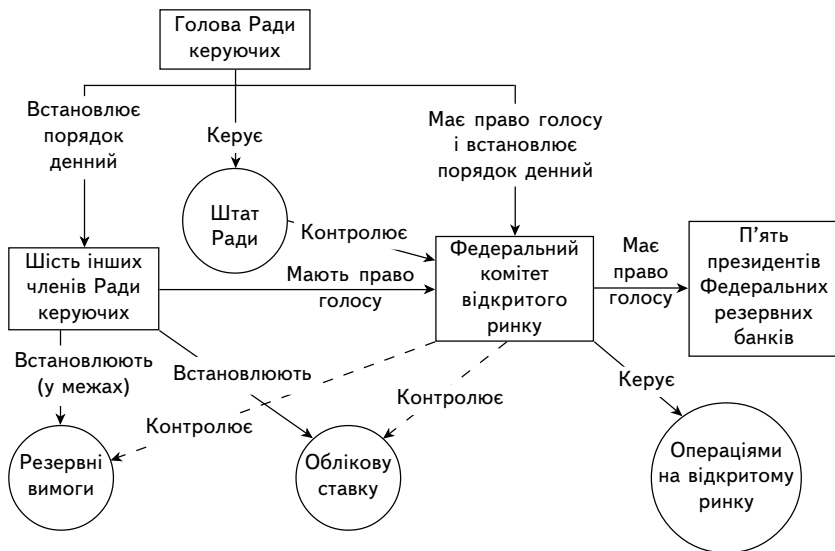 Голова Ради
керуючих
Встановлює
порядок
денний
Керує
Має право голосу
і встановлює
порядок денний
Штат
Ради
Контролює
Шість інших
членів Ради
керуючих
Мають право
голосу
Федеральний
комітет
відкритого
ринку
Має
право
голосу
П’ять
президентів
Федеральних
резервних
банків
Встановлюють
(у межах)
Встановлюють
Контролює
Контролює
Керує
Резервні
вимоги
Облікову
ставку
Операціями
на відкритому
ринку